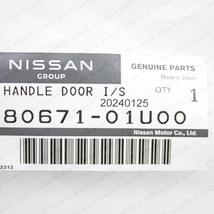 NISSAN
GROUP
GENUINE PARTS
Made in Japan
HANDLE DOOR I/S
QTY
20240125
1
80671-01U00
Nissan Motor Co., Ltd.
2312